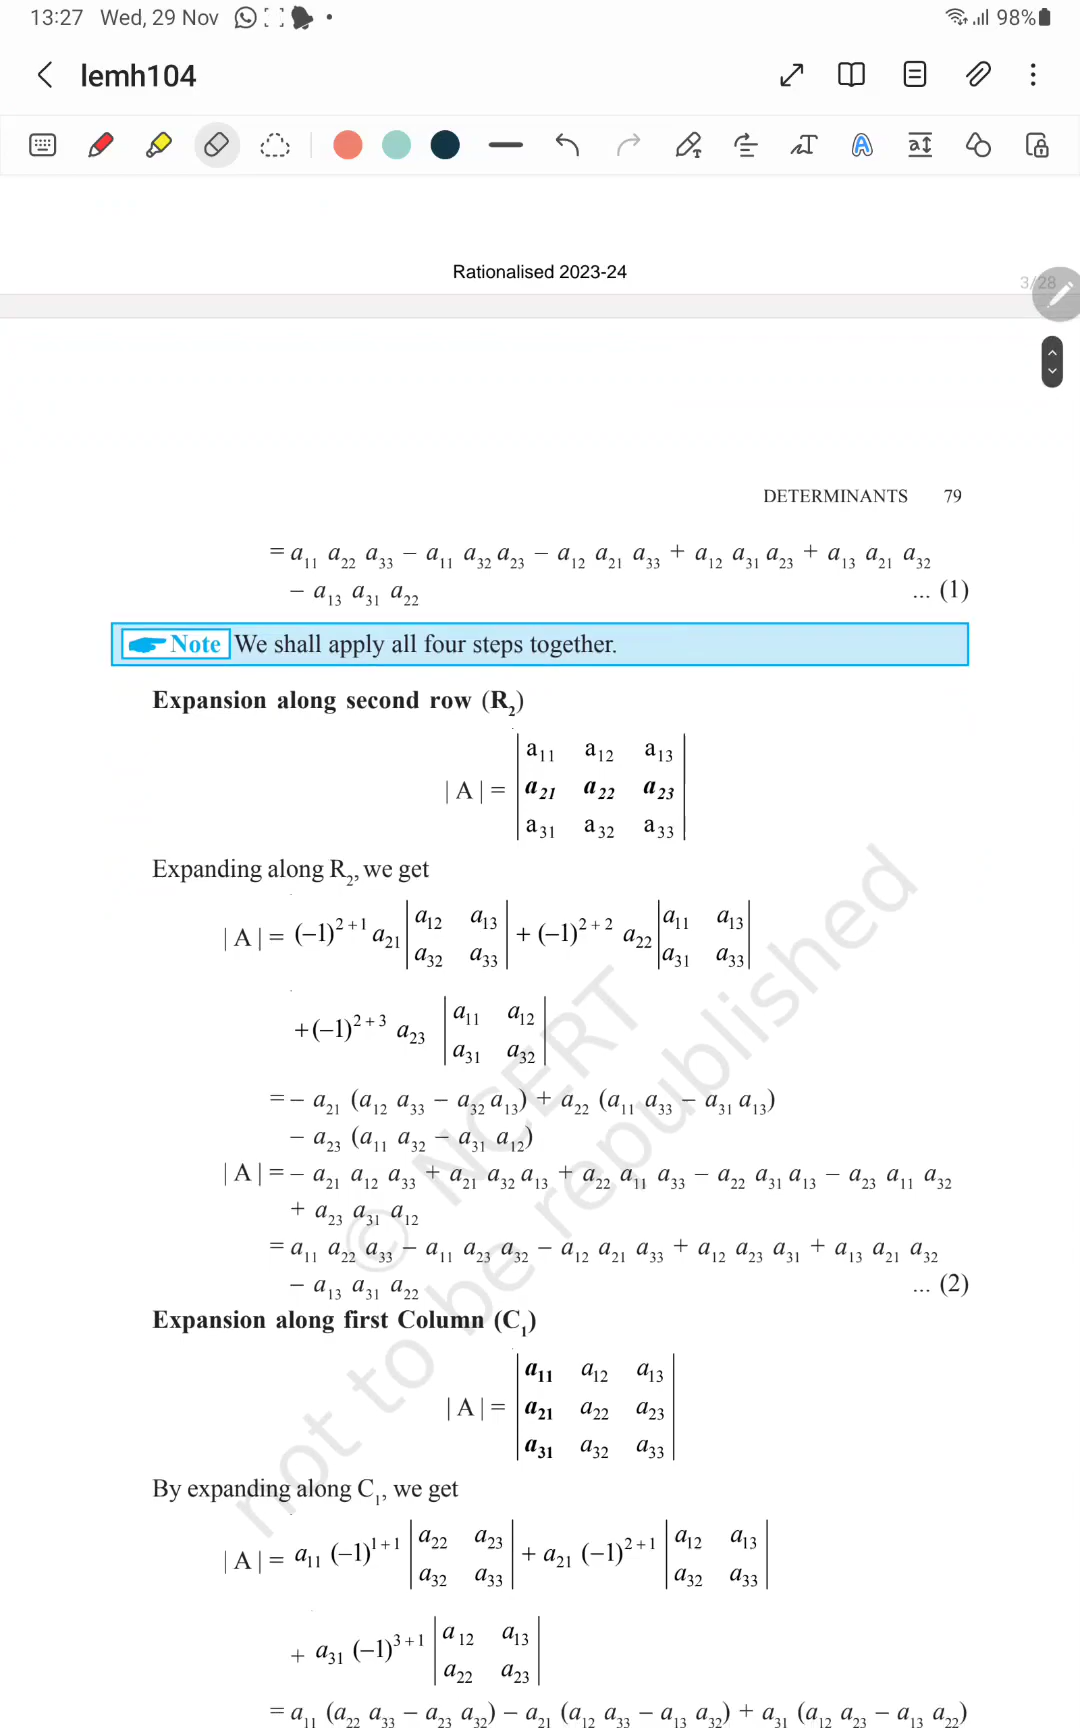 13:27 Wed, 29 Nov 98%
lemh104
Rationalised 2023-24
3/28
DETERMINANTS 79
= a₁₁ a₂₂ a₃₃ – a₁₁ a₃₂ a₂₃ – a₁₂ a₂₁ a₃₃ + a₁₂ a₃₁ a₂₃ + a₁₃ a₂₁ a₃₂
– a₁₃ a₃₁ a₂₂ ... (1)
Note We shall apply all four steps together.
Expansion along second row (R₂)
a₁₁ a₁₂ a₁₃
| A | = a₂₁ a₂₂ a₂₃
a₃₁ a₃₂ a₃₃
Expanding along R₂, we get
| A | = (–1)²⁺¹ a₂₁ |a₁₂ a₁₃; a₃₂ a₃₃| + (–1)²⁺² a₂₂ |a₁₁ a₁₃; a₃₁ a₃₃|
+ (–1)²⁺³ a₂₃ |a₁₁ a₁₂; a₃₁ a₃₂|
= – a₂₁ (a₁₂ a₃₃ – a₃₂ a₁₃) + a₂₂ (a₁₁ a₃₃ – a₃₁ a₁₃)
– a₂₃ (a₁₁ a₃₂ – a₃₁ a₁₂)
| A | = – a₂₁ a₁₂ a₃₃ + a₂₁ a₃₂ a₁₃ + a₂₂ a₁₁ a₃₃ – a₂₂ a₃₁ a₁₃ – a₂₃ a₁₁ a₃₂
+ a₂₃ a₃₁ a₁₂
= a₁₁ a₂₂ a₃₃ – a₁₁ a₂₃ a₃₂ – a₁₂ a₂₁ a₃₃ + a₁₂ a₂₃ a₃₁ + a₁₃ a₂₁ a₃₂
– a₁₃ a₃₁ a₂₂ ... (2)
Expansion along first Column (C₁)
a₁₁ a₁₂ a₁₃
| A | = a₂₁ a₂₂ a₂₃
a₃₁ a₃₂ a₃₃
By expanding along C₁, we get
| A | = a₁₁ (–1)¹⁺¹ |a₂₂ a₂₃; a₃₂ a₃₃| + a₂₁ (–1)²⁺¹ |a₁₂ a₁₃; a₃₂ a₃₃|
+ a₃₁ (–1)³⁺¹ |a₁₂ a₁₃; a₂₂ a₂₃|
= a₁₁ (a₂₂ a₃₃ – a₂₃ a₃₂) – a₂₁ (a₁₂ a₃₃ – a₁₃ a₃₂) + a₃₁ (a₁₂ a₂₃ – a₁₃ a₂₂)
© NCERT
not to be republished